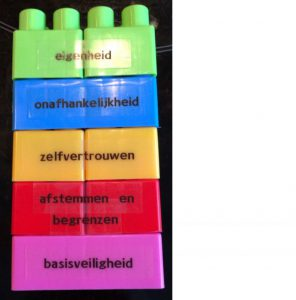 eigenheid
onafhankelijkheid
zelfvertrouwen
afstemmen en
begrenzen
basisveiligheid